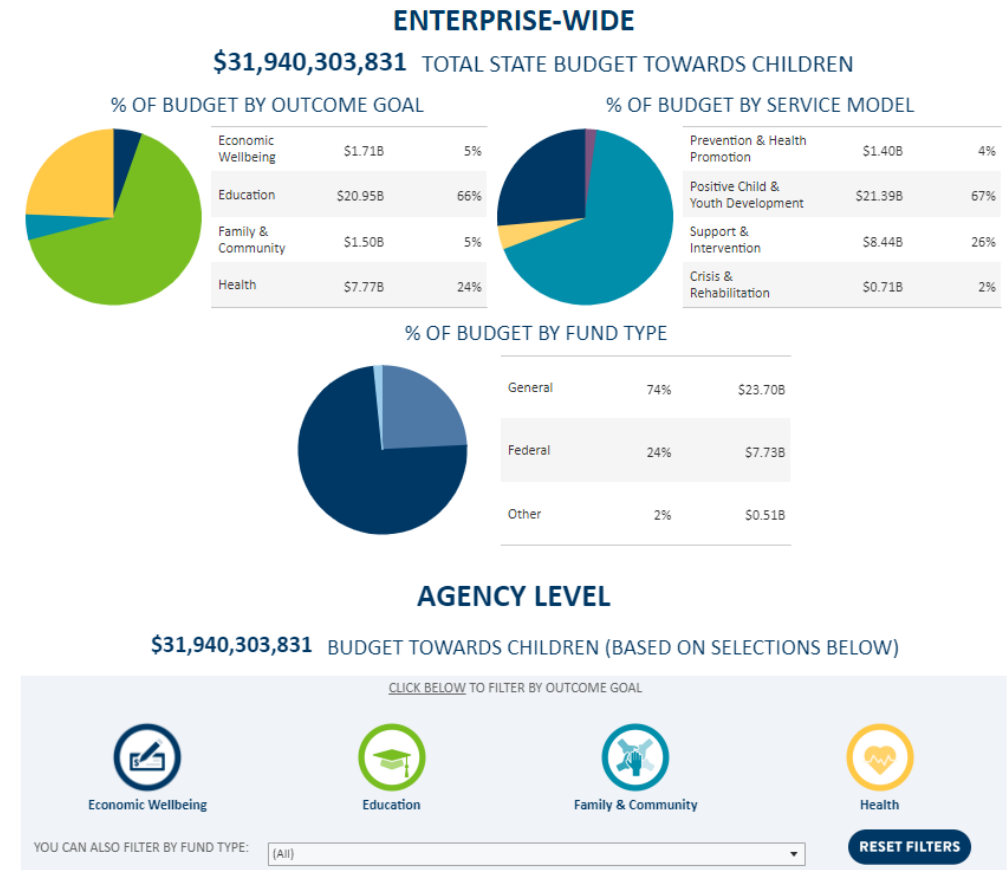 ENTERPRISE-WIDE
$31,940,303,831 TOTAL STATE BUDGET TOWARDS CHILDREN
% OF BUDGET BY OUTCOME GOAL
Economic
Wellbeing $1.71B 5%
Education $20.95B 66%
Family &
Community $1.50B 5%
Health $7.77B 24%
% OF BUDGET BY SERVICE MODEL
Prevention & Health
Promotion $1.40B 4%
Positive Child &
Youth Development $21.39B 67%
Support &
Intervention $8.44B 26%
Crisis &
Rehabilitation $0.71B 2%
% OF BUDGET BY FUND TYPE
General 74% $23.70B
Federal 24% $7.73B
Other 2% $0.51B
AGENCY LEVEL
$31,940,303,831 BUDGET TOWARDS CHILDREN (BASED ON SELECTIONS BELOW)
CLICK BELOW TO FILTER BY OUTCOME GOAL
$
Economic Wellbeing Education Family & Community Health
YOU CAN ALSO FILTER BY FUND TYPE: (All) RESET FILTERS